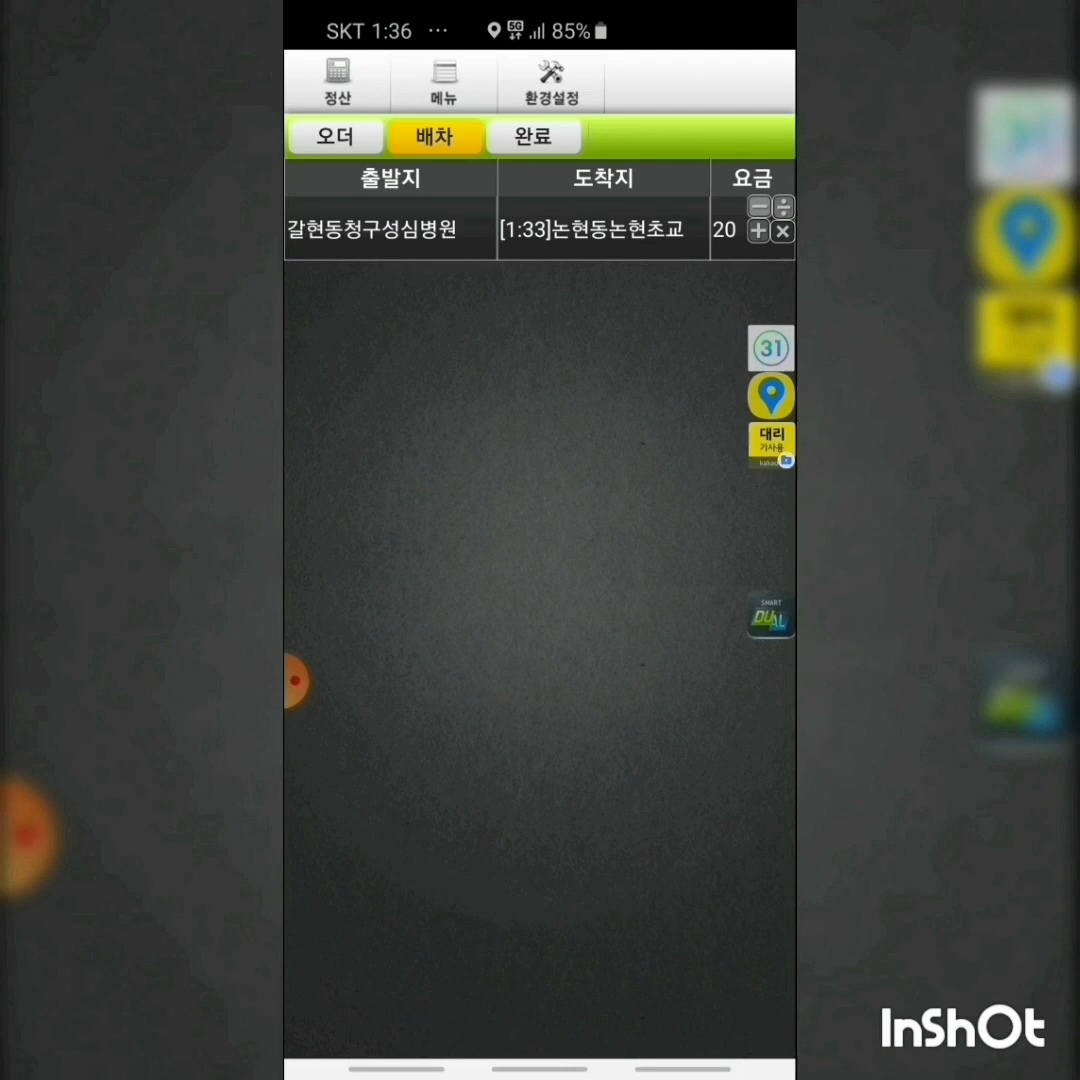 SKT 1:36 ··· 5G 85%
정산 메뉴 환경설정
오더 배차 완료
출발지 도착지 요금
갈현동청구성심병원 [1:33]논현동논현초교 20
31
대리
기사용
kakao
SMART
DUAL
InShOt